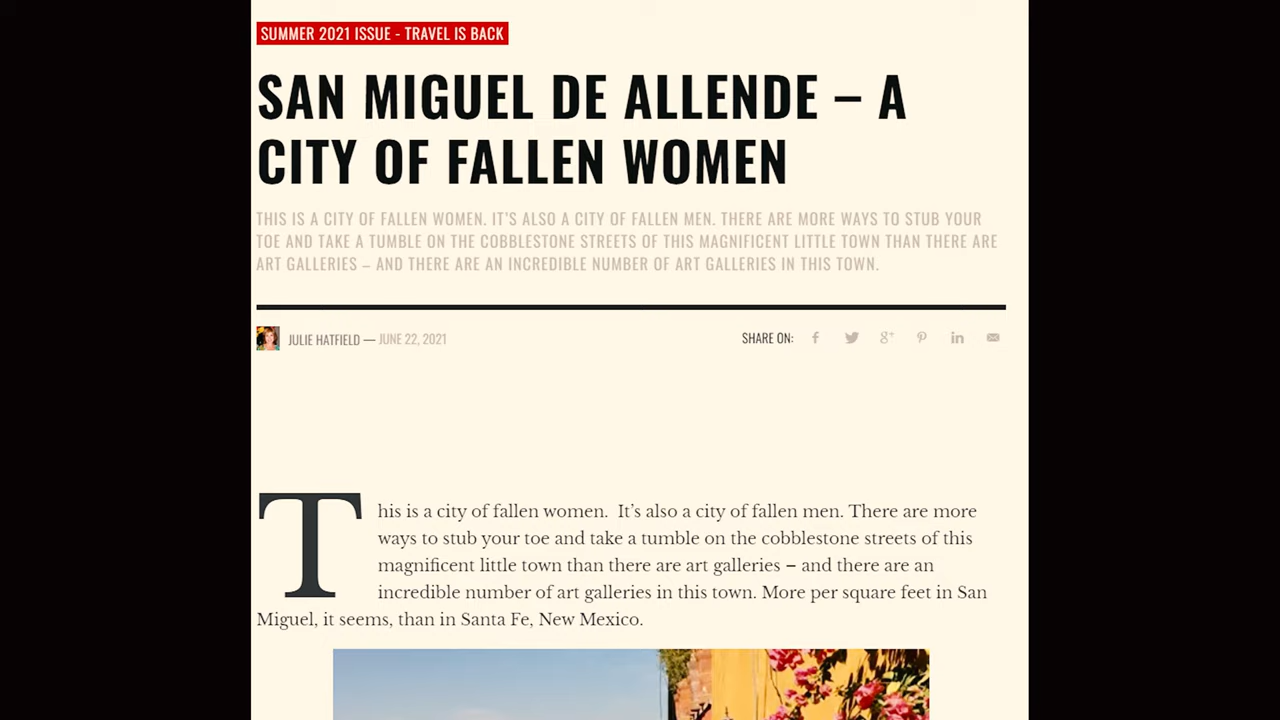 SUMMER 2021 ISSUE - TRAVEL IS BACK
SAN MIGUEL DE ALLENDE – A
CITY OF FALLEN WOMEN
THIS IS A CITY OF FALLEN WOMEN. IT’S ALSO A CITY OF FALLEN MEN. THERE ARE MORE WAYS TO STUB YOUR
TOE AND TAKE A TUMBLE ON THE COBBLESTONE STREETS OF THIS MAGNIFICENT LITTLE TOWN THAN THERE ARE
ART GALLERIES – AND THERE ARE AN INCREDIBLE NUMBER OF ART GALLERIES IN THIS TOWN.
JULIE HATFIELD — JUNE 22, 2021 SHARE ON:
This is a city of fallen women.  It’s also a city of fallen men. There are more
ways to stub your toe and take a tumble on the cobblestone streets of this
magnificent little town than there are art galleries – and there are an
incredible number of art galleries in this town. More per square feet in San
Miguel, it seems, than in Santa Fe, New Mexico.